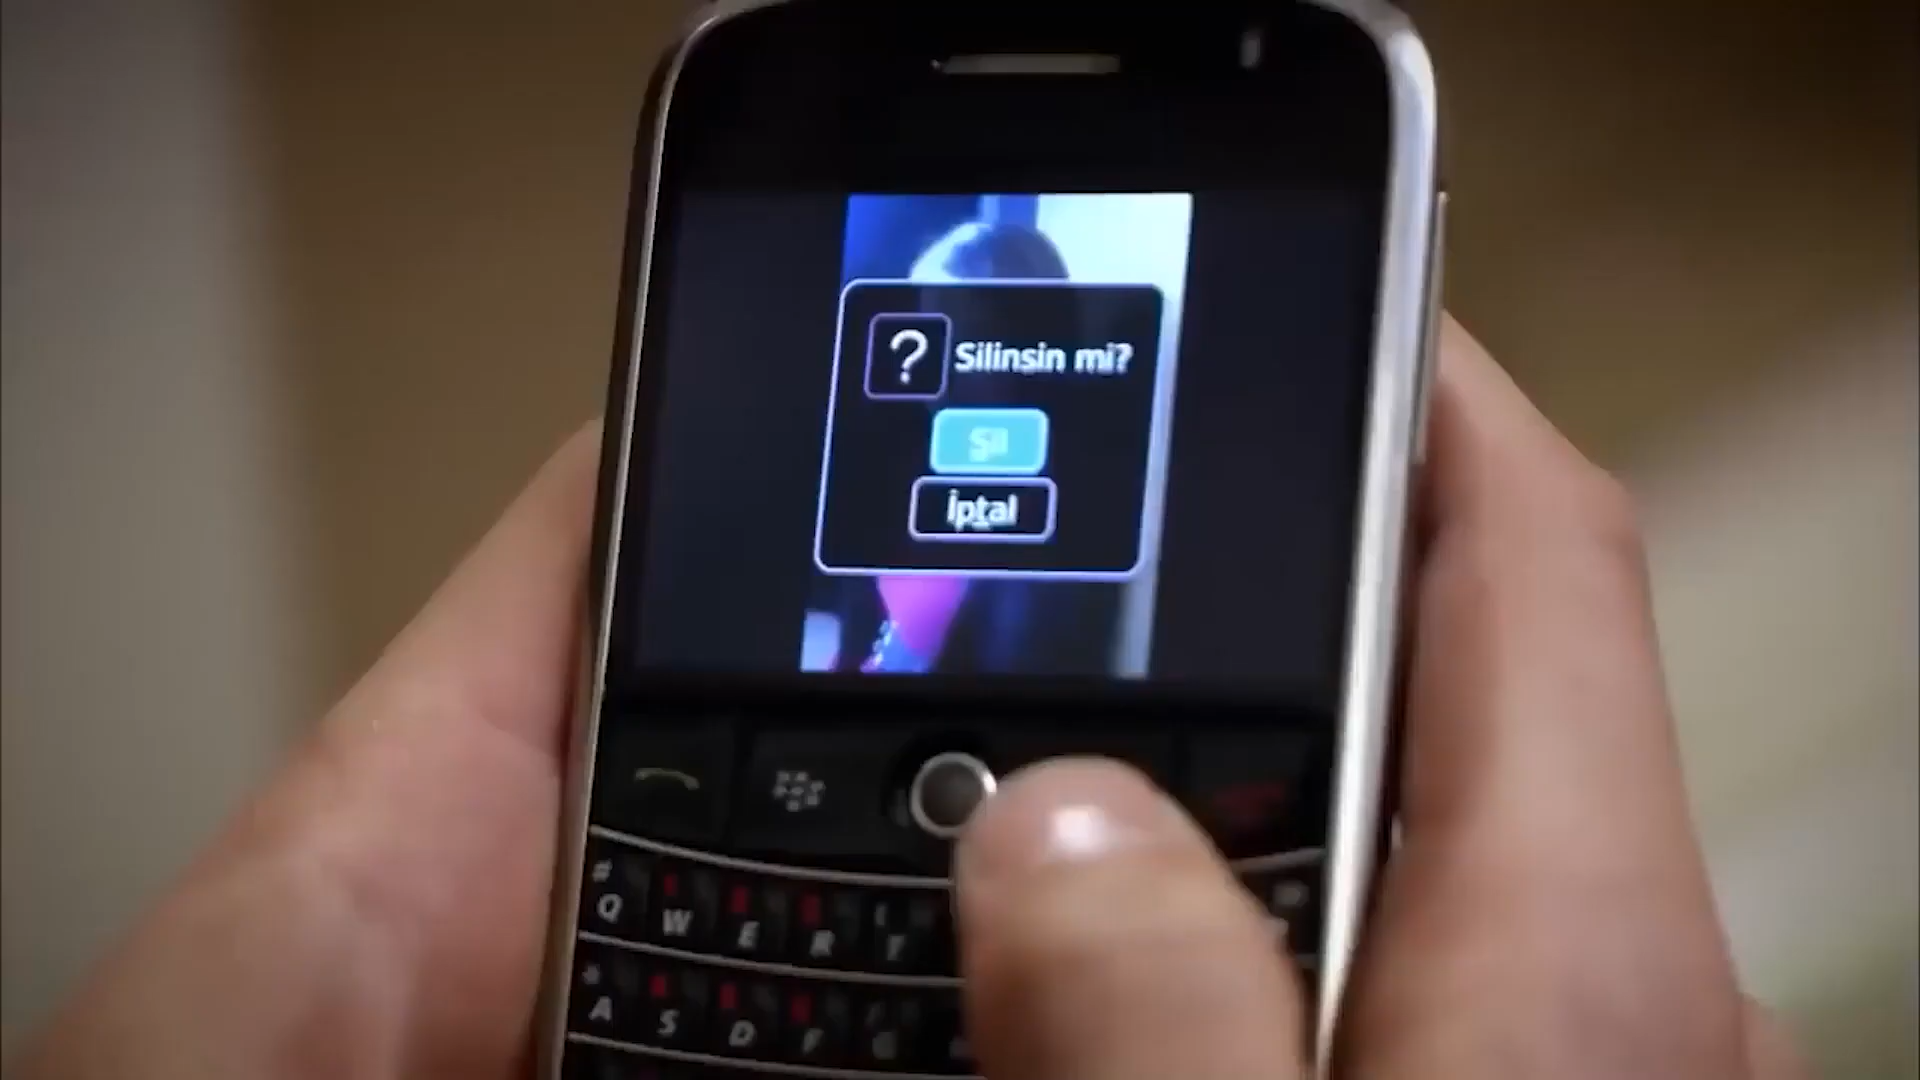 Silinsin mi?
Sil
İptal
# 
Q W E R T
A S D F G